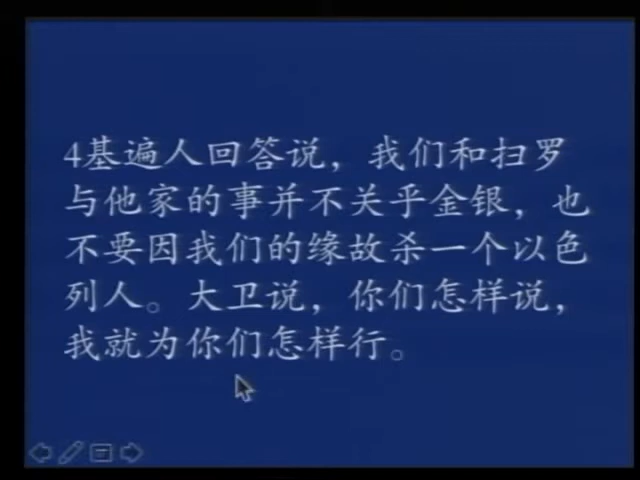 4基遍人回答说，我们和扫罗
与他家的事并不关乎金银，也
不要因我们的缘故杀一个以色
列人。大卫说，你们怎样说，
我就为你们怎样行。